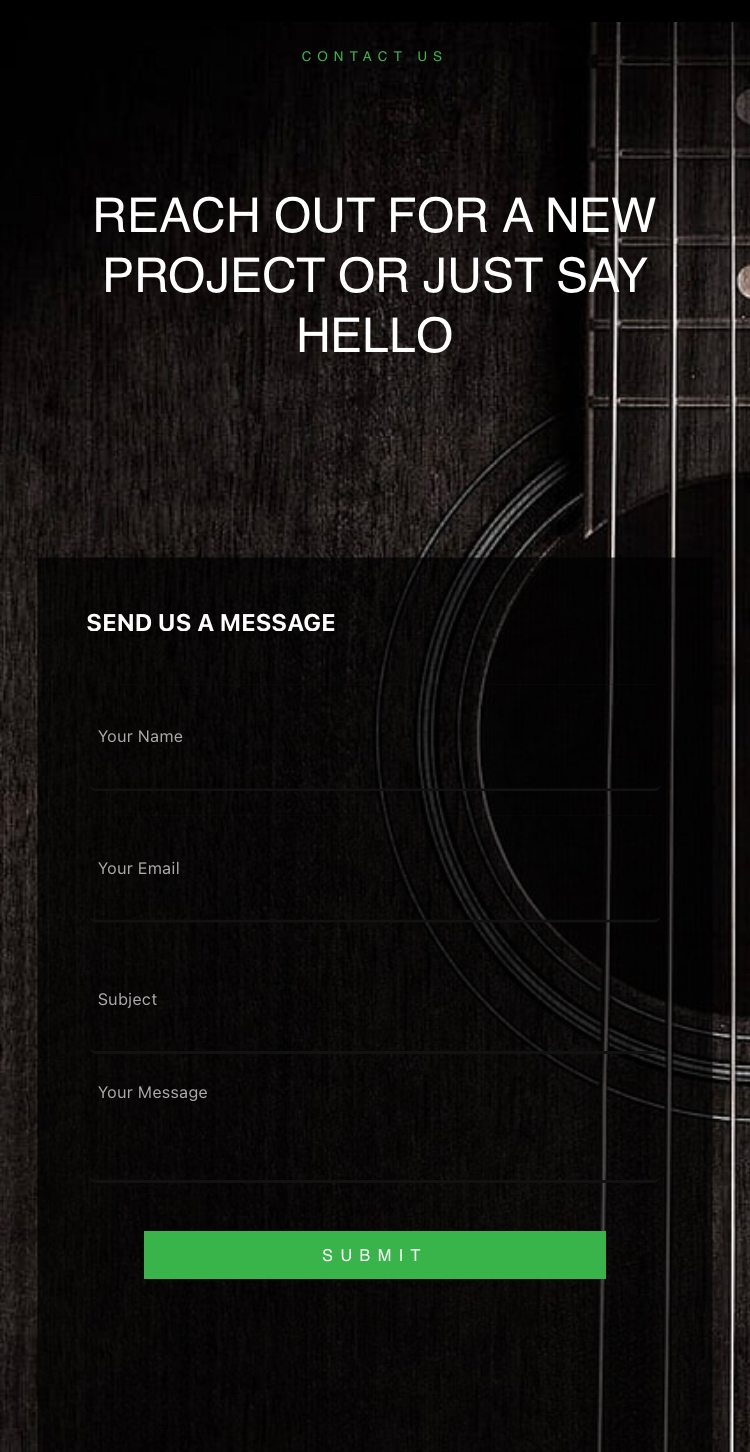 CONTACT US
REACH OUT FOR A NEW
PROJECT OR JUST SAY
HELLO
SEND US A MESSAGE
Your Name
Your Email
Subject
Your Message
SUBMIT